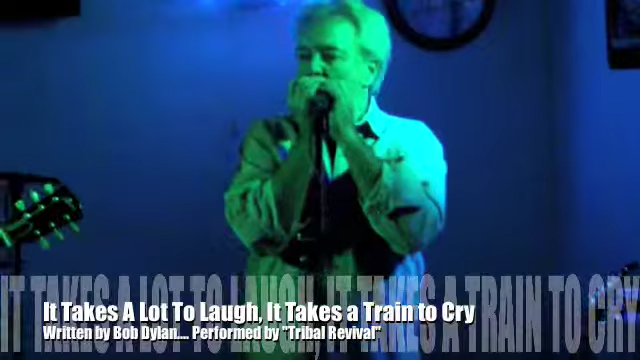 IT TAKES A LOT TO LAUGH, IT TAKES A TRAIN TO CRY
It Takes A Lot To Laugh, It Takes a Train to Cry
Written by Bob Dylan.... Performed by "Tribal Revival"